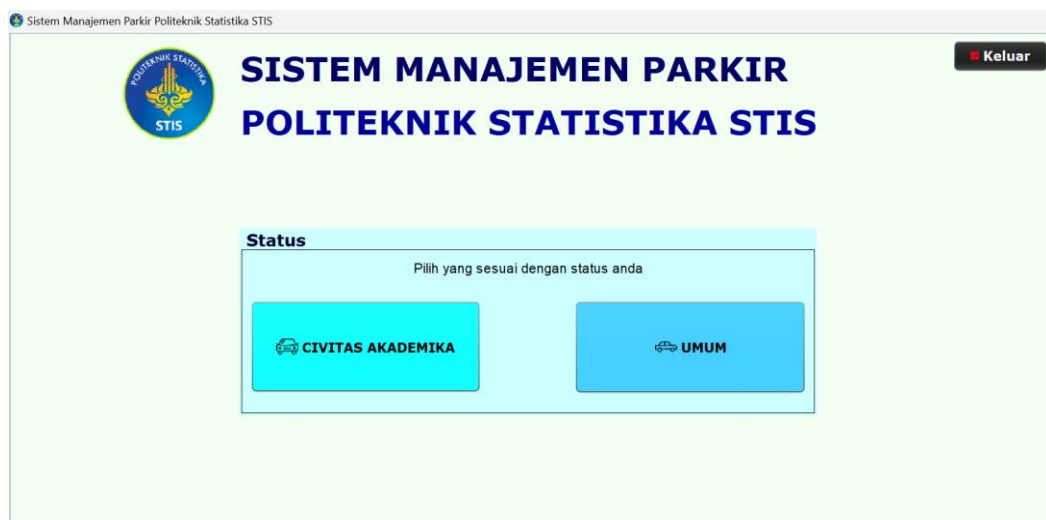 Sistem Manajemen Parkir Politeknik Statistika STIS
POLITEKNIK STATISTIKA
STIS
SISTEM MANAJEMEN PARKIR
POLITEKNIK STATISTIKA STIS
Keluar
Status
Pilih yang sesuai dengan status anda
CIVITAS AKADEMIKA
UMUM